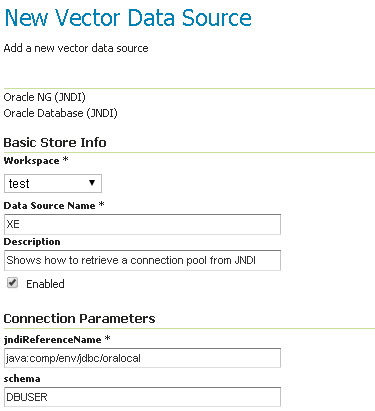 New Vector Data Source
Add a new vector data source
Oracle NG (JNDI)
Oracle Database (JNDI)
Basic Store Info
Workspace *
test
Data Source Name *
XE
Description
Shows how to retrieve a connection pool from JNDI
Enabled
Connection Parameters
jndiReferenceName *
java:comp/env/jdbc/oralocal
schema
DBUSER